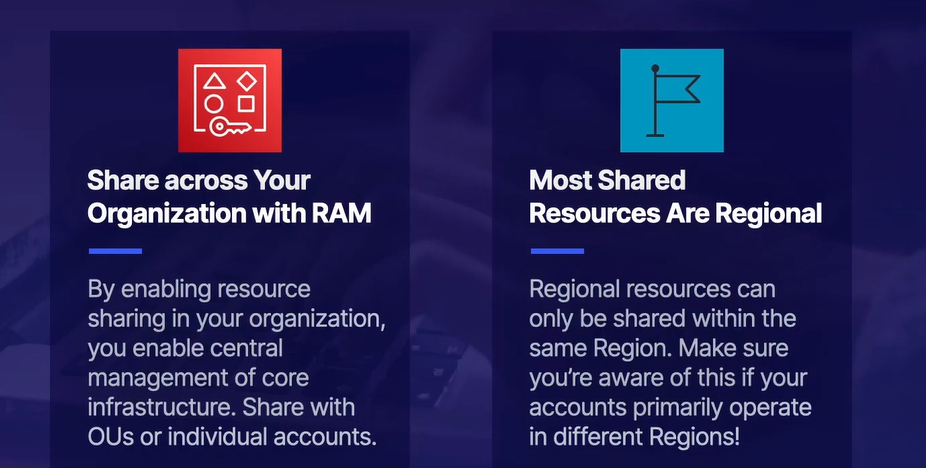 Share across Your
Organization with RAM
By enabling resource
sharing in your organization,
you enable central
management of core
infrastructure. Share with
OUs or individual accounts.
Most Shared
Resources Are Regional
Regional resources can
only be shared within the
same Region. Make sure
you’re aware of this if your
accounts primarily operate
in different Regions!